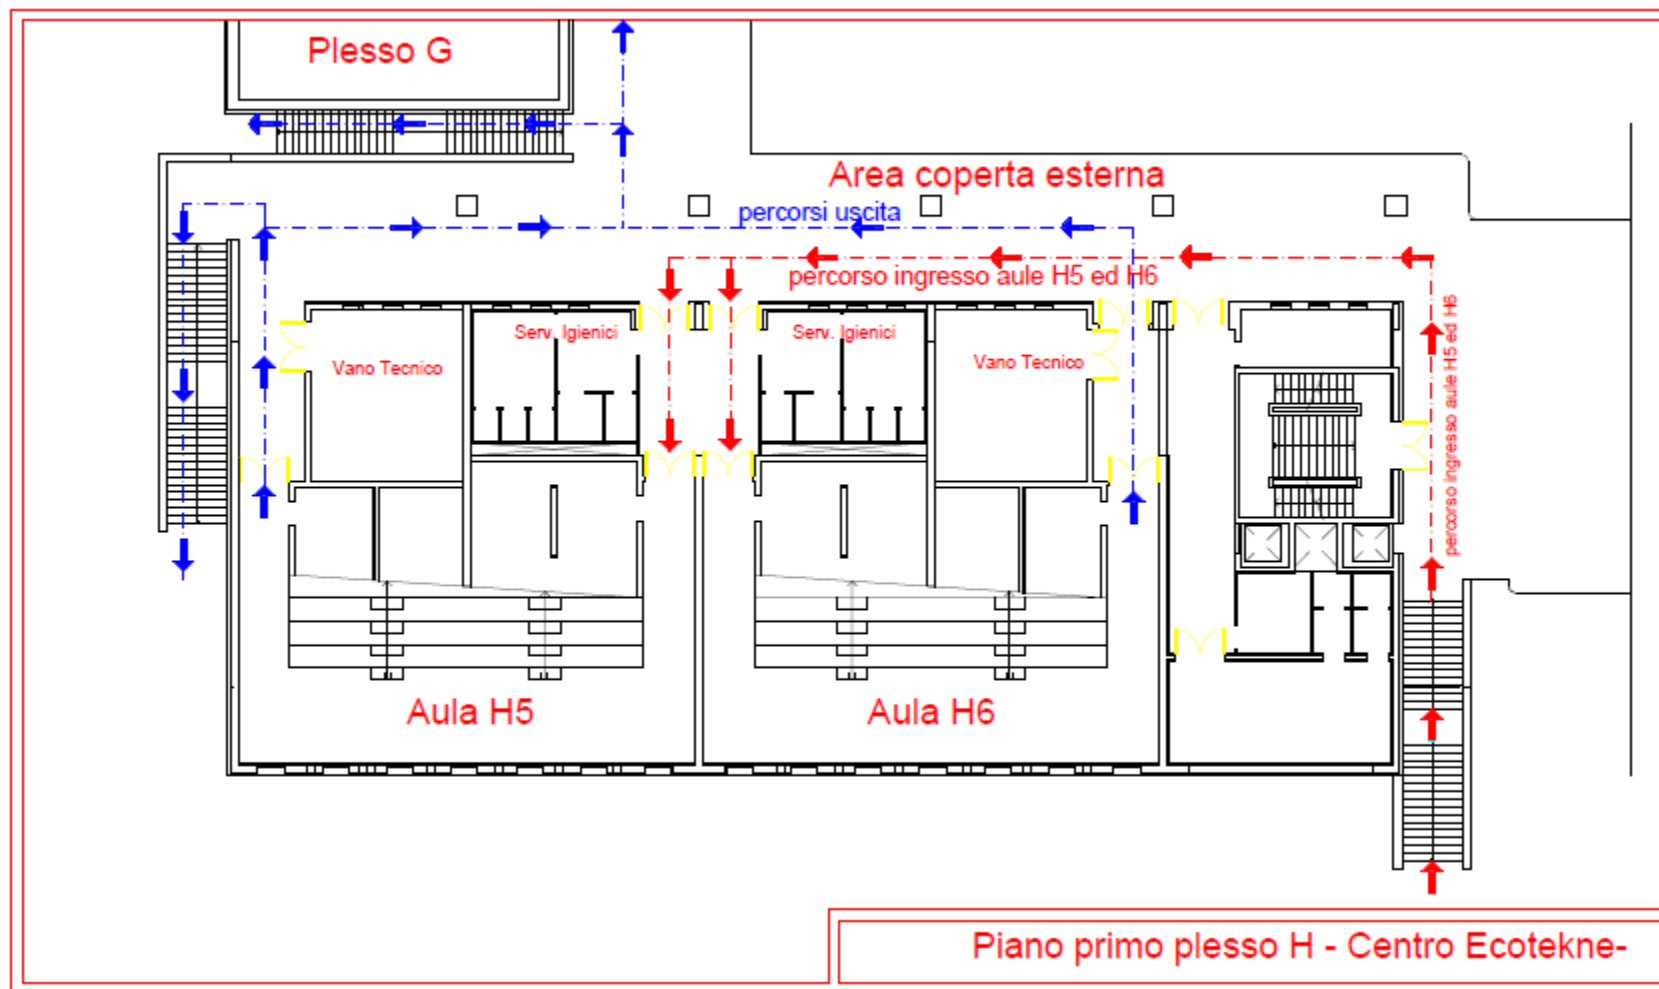 Plesso G
Area coperta esterna
percorsi uscita
percorso ingresso aule H5 ed H6
percorso ingresso aule H5 ed H6
Serv. Igienici
Serv. Igienici
Vano Tecnico
Vano Tecnico
Aula H5
Aula H6
Piano primo plesso H - Centro Ecotekne-